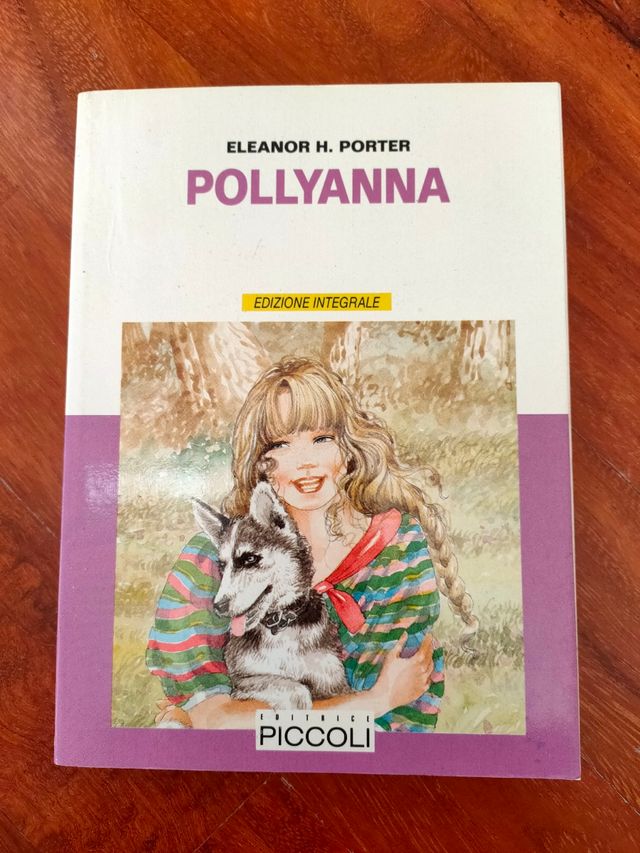 ELEANOR H. PORTER
POLLYANNA
EDIZIONE INTEGRALE
EDITRICE
PICCOLI